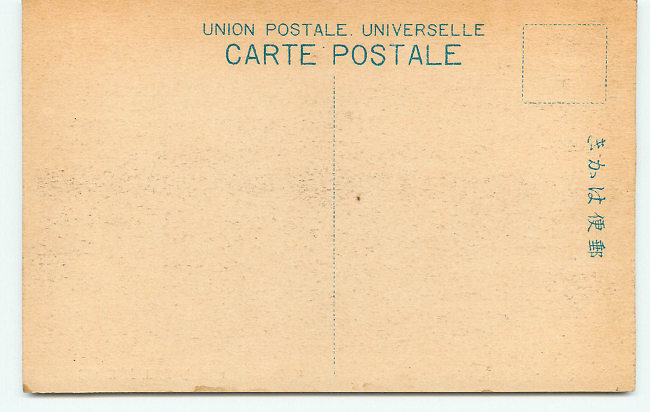 UNION POSTALE. UNIVERSELLE
CARTE POSTALE
郵便はかき